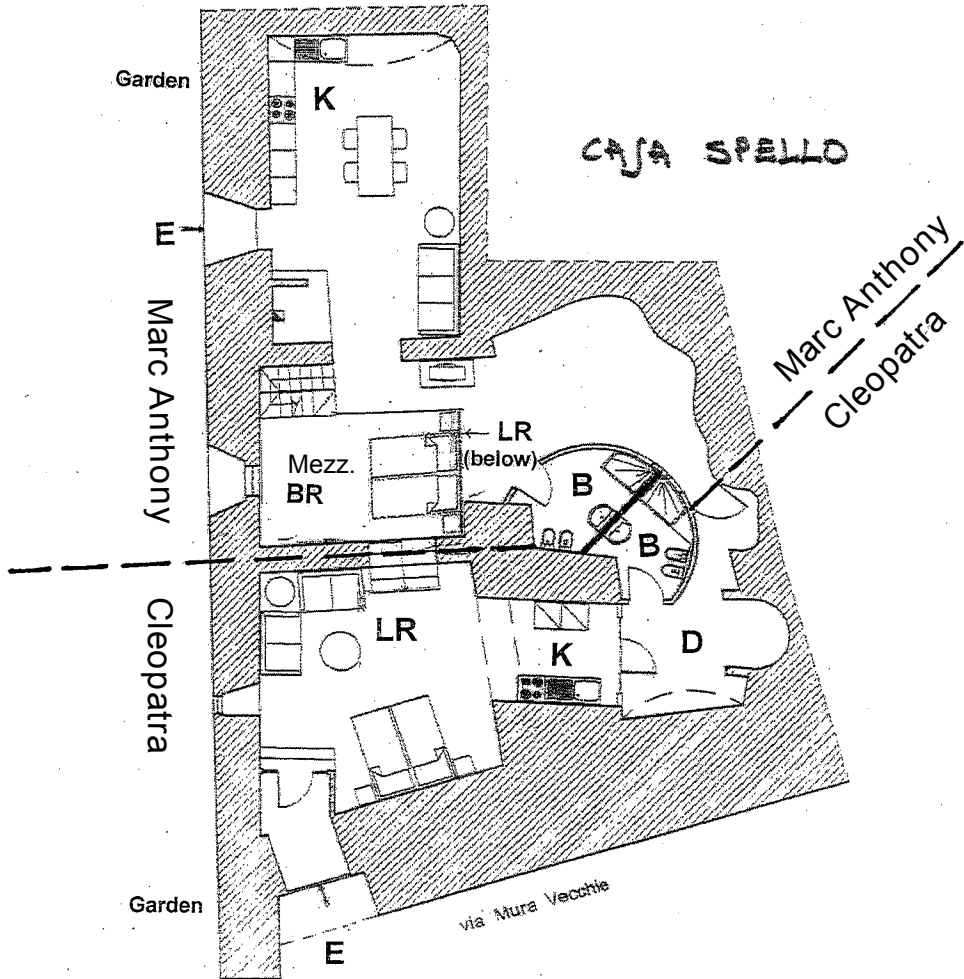 Garden
K
CASA SPELLO
E
Marc Anthony
Marc Anthony
Cleopatra
LR
(below)
Mezz.
BR
B
B
Cleopatra
LR
K
D
Garden
E
via Mura Vecchie